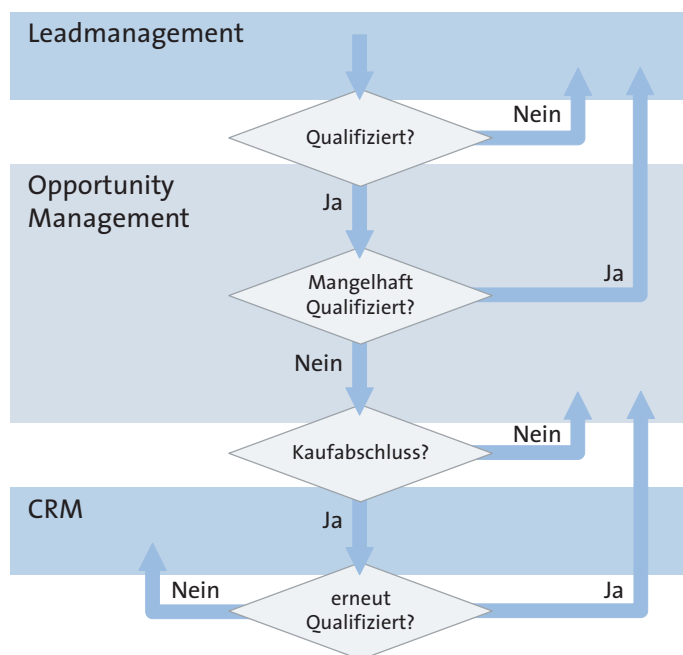 Leadmanagement
Nein
Qualifiziert?
Opportunity
Management
Ja
Ja
Mangelhaft
Qualifiziert?
Nein
Nein
Kaufabschluss?
CRM
Ja
Nein
Ja
erneut
Qualifiziert?